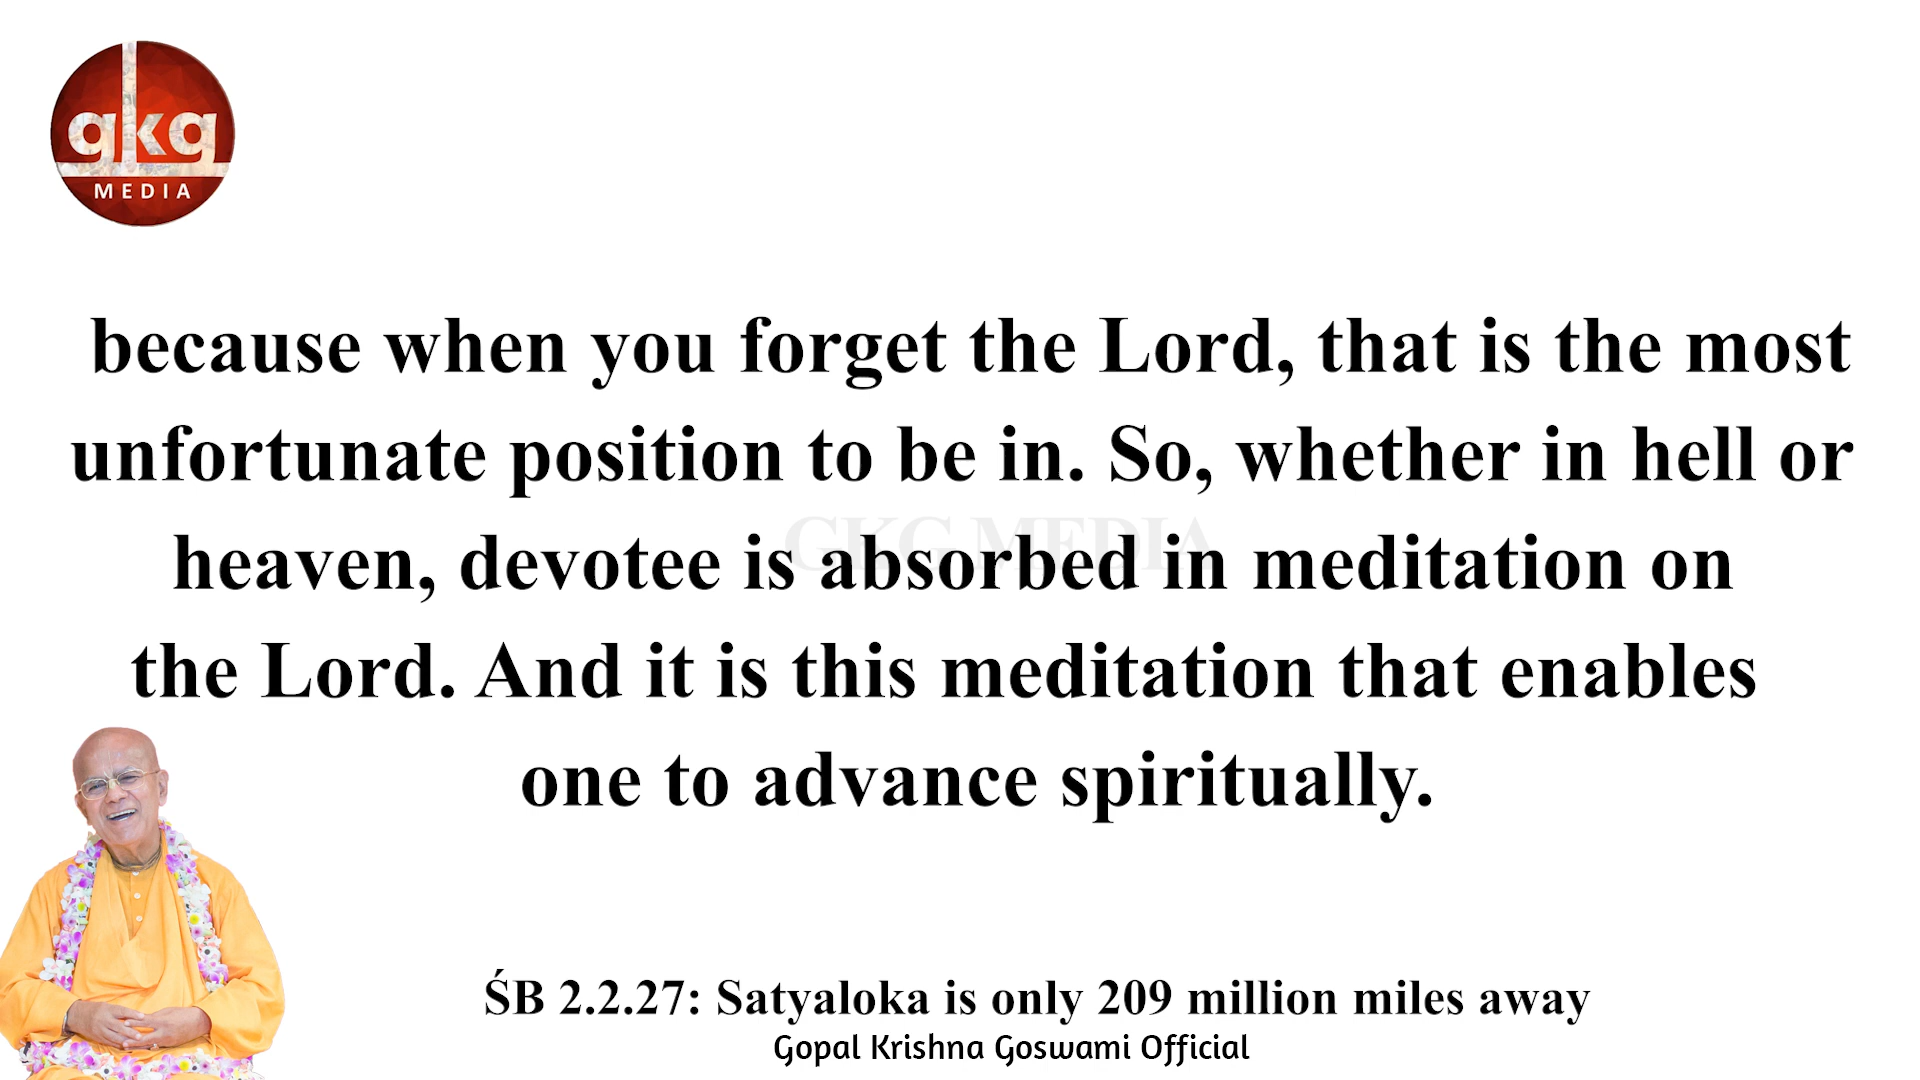 gkg
MEDIA
because when you forget the Lord, that is the most
unfortunate position to be in. So, whether in hell or
heaven, devotee is absorbed in meditation on
GKG MEDIA
the Lord. And it is this meditation that enables
one to advance spiritually.
ŚB 2.2.27: Satyaloka is only 209 million miles away
Gopal Krishna Goswami Official